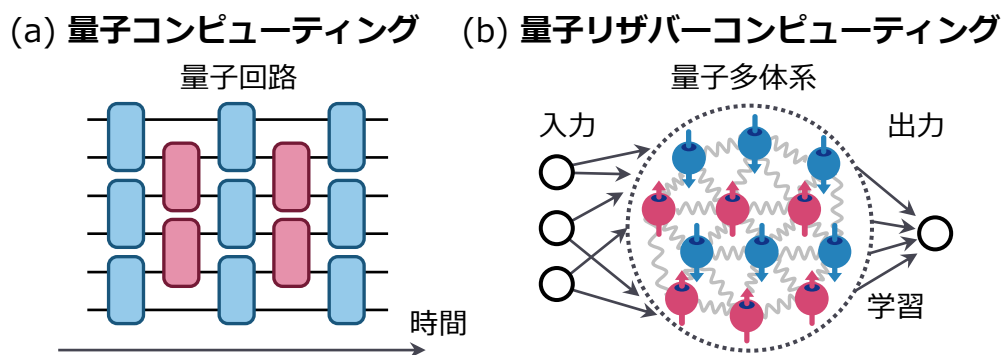 (a) 量子コンピューティング
量子回路
時間
(b) 量子リザバーコンピューティング
量子多体系
入力
出力
学習